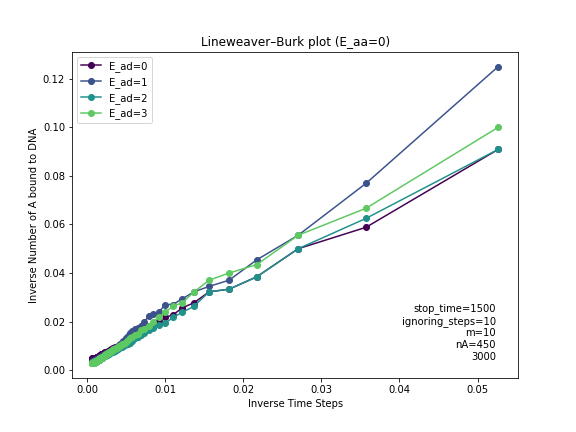 Lineweaver–Burk plot (E_aa=0)
E_ad=0
E_ad=1
E_ad=2
E_ad=3
Inverse Number of A bound to DNA
0.12
0.10
0.08
0.06
0.04
0.02
0.00
stop_time=1500
ignoring_steps=10
m=10
nA=450
3000
0.00
0.01
0.02
0.03
0.04
0.05
Inverse Time Steps